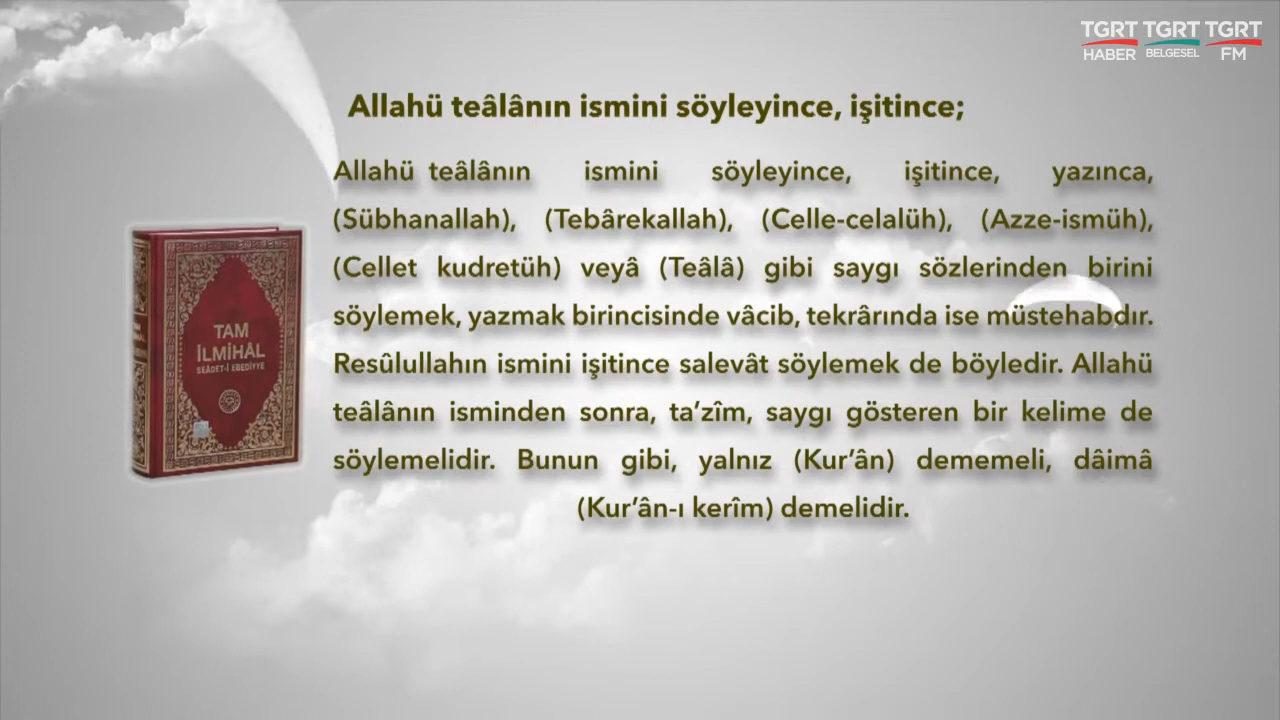 TGRT TGRT TGRT
HABER BELGESEL FM
Allahü teâlânın ismini söyleyince, işitince;
Allahü teâlânın ismini söyleyince, işitince, yazınca,
(Sübhanallah), (Tebârekallah), (Celle-celalüh), (Azze-ismüh),
(Cellet kudretüh) veyâ (Teâlâ) gibi saygı sözlerinden birini
söylemek, yazmak birincisinde vâcib, tekrârında ise müstehabdır.
Resûlullahın ismini işitince salevât söylemek de böyledir. Allahü
teâlânın isminden sonra, ta’zîm, saygı gösteren bir kelime de
söylemelidir. Bunun gibi, yalnız (Kur’ân) dememeli, dâimâ
(Kur’ân-ı kerîm) demelidir.
TAM
İLMİHÂL
SEÂDET-İ EBEDİYYE